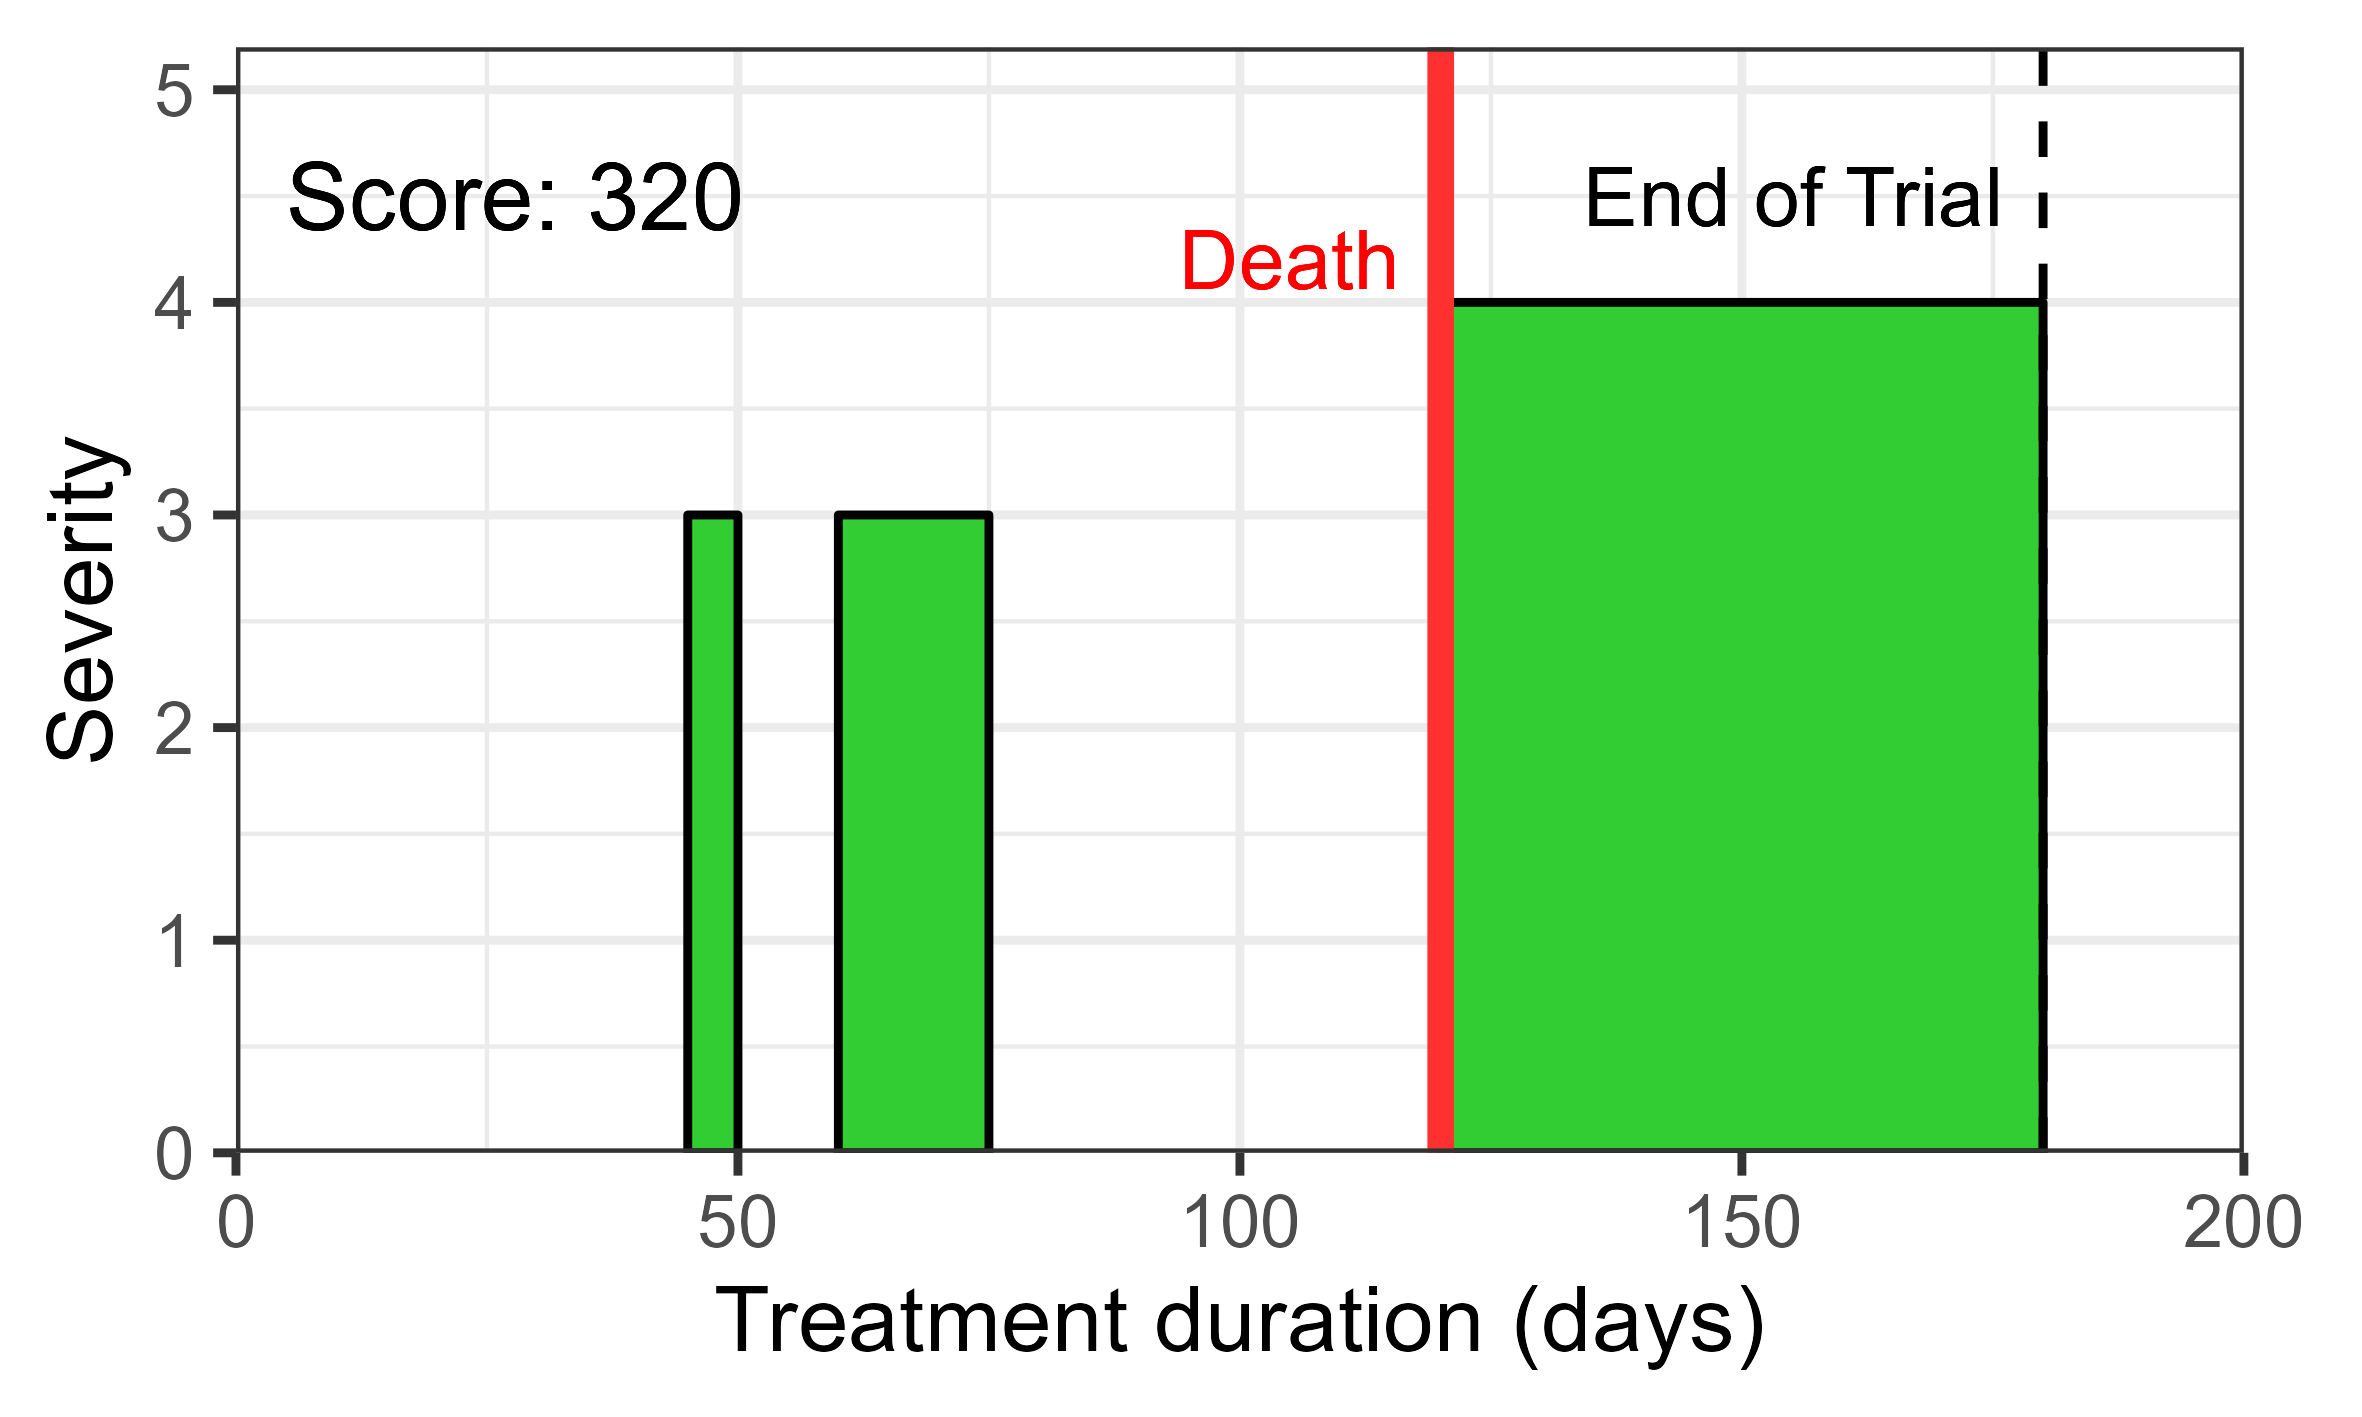 5
Score: 320
End of Trial
Death
4
3
Severity
2
1
0
0 50 100 150 200
Treatment duration (days)